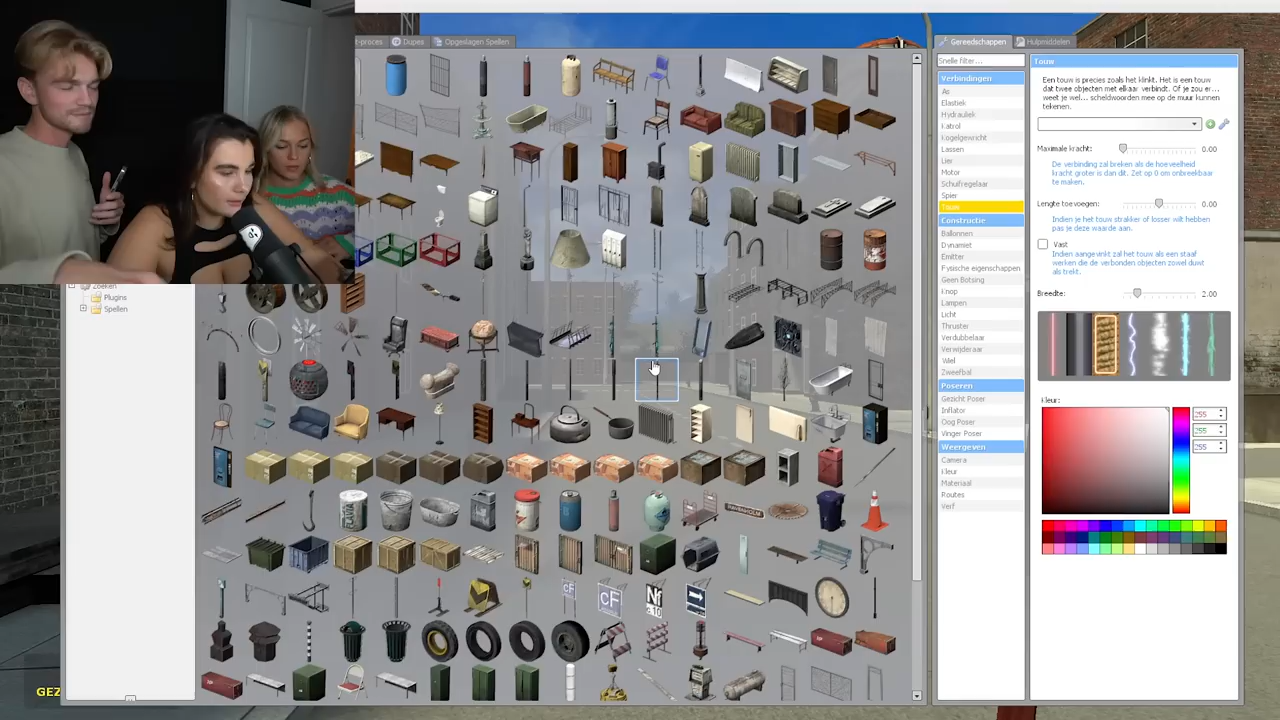 t-proces
Dupes
Opgeslagen Spellen
Gereedschappen
Hulpmiddelen
Snelle filter...
Verbindingen
As
Elastiek
Hydrauliek
Katrol
Kogelgewricht
Lassen
Lier
Motor
Schuifregelaar
Spier
Touw
Constructie
Ballonnen
Dynamiet
Emitter
Fysische eigenschappen
Geen Botsing
Knop
Lampen
Licht
Thruster
Verdubbelaar
Verwijderaar
Wiel
Zweefbal
Poseren
Gezicht Poser
Inflator
Oog Poser
Vinger Poser
Weergeven
Camera
Kleur
Materiaal
Routes
Verf
Touw
Een touw is precies zoals het klinkt. Het is een touw
dat twee objecten met elkaar verbindt. Of je zou er...
weet je wel... scheldwoorden mee op de muur kunnen
tekenen.
Maximale kracht:
0.00
De verbinding zal breken als de hoeveelheid
kracht groter is dan dit. Zet op 0 om onbreekbaar
te maken.
Lengte toevoegen:
0.00
Indien je het touw strakker of losser wilt hebben
pas je deze waarde aan.
Vast
Indien aangevinkt zal het touw als een staaf
werken die de verbonden objecten zowel duwt
als trekt.
Breedte:
2.00
Kleur:
255
255
255
Zoeken
Plugins
Spellen
RAVENHOLM
cF
cF
GEZ